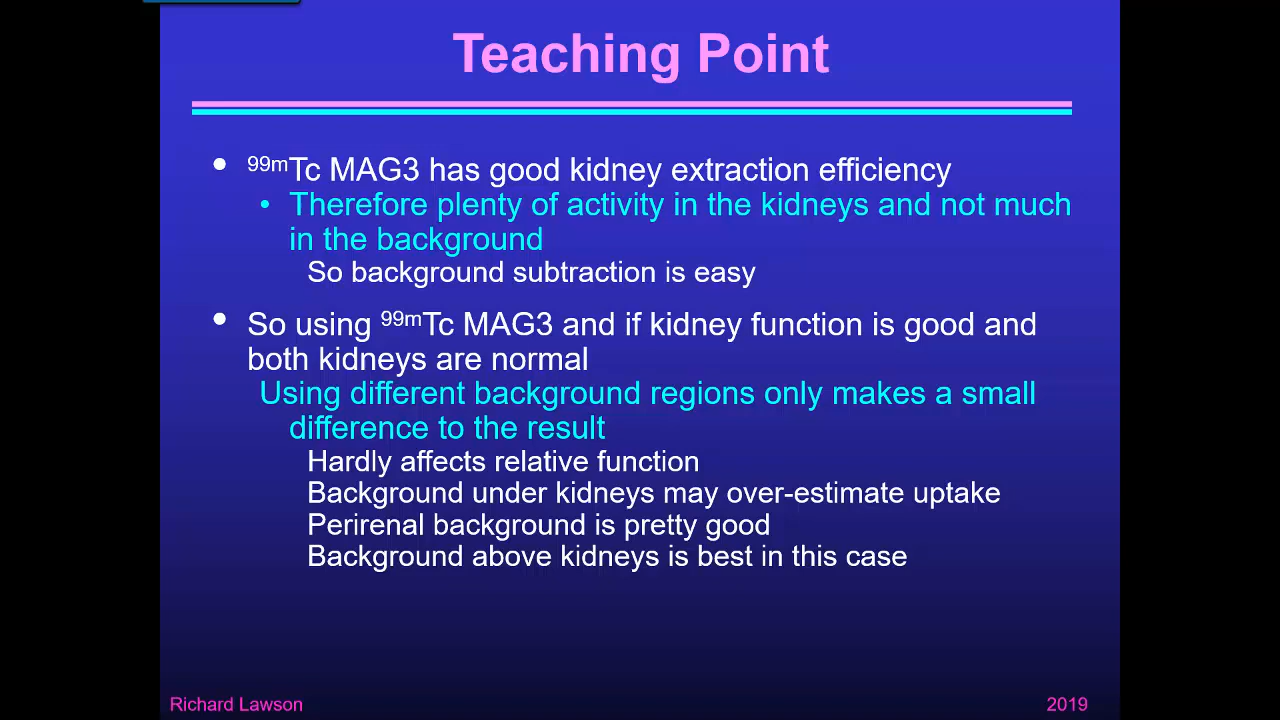 Teaching Point
• 99mTc MAG3 has good kidney extraction efficiency
• Therefore plenty of activity in the kidneys and not much
in the background
So background subtraction is easy
• So using 99mTc MAG3 and if kidney function is good and
both kidneys are normal
Using different background regions only makes a small
difference to the result
Hardly affects relative function
Background under kidneys may over-estimate uptake
Perirenal background is pretty good
Background above kidneys is best in this case
Richard Lawson
2019